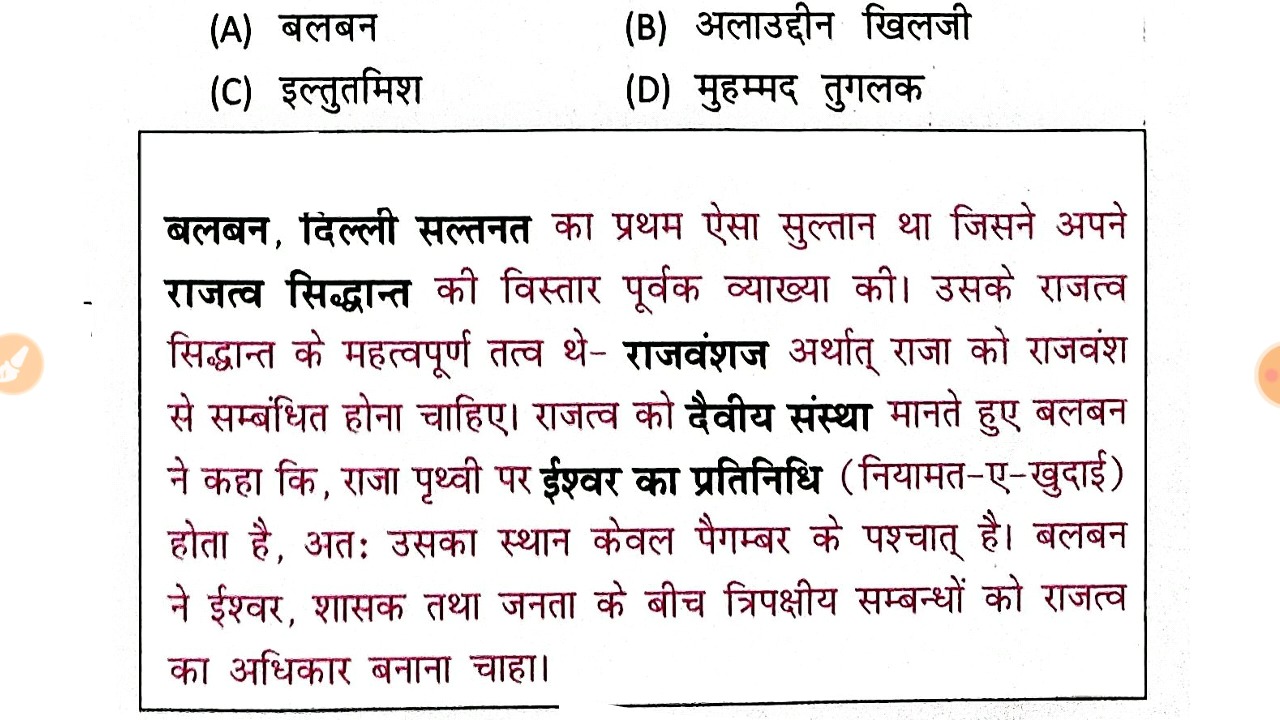 (A) बलबन (B) अलाउद्दीन खिलजी
(C) इल्तुतमिश (D) मुहम्मद तुगलक
बलबन, दिल्ली सल्तनत का प्रथम ऐसा सुल्तान था जिसने अपने
राजत्व सिद्धान्त की विस्तार पूर्वक व्याख्या की। उसके राजत्व
सिद्धान्त के महत्वपूर्ण तत्व थे- राजवंशज अर्थात् राजा को राजवंश
से सम्बंधित होना चाहिए। राजत्व को दैवीय संस्था मानते हुए बलबन
ने कहा कि, राजा पृथ्वी पर ईश्वर का प्रतिनिधि (नियामत-ए-खुदाई)
होता है, अतः उसका स्थान केवल पैगम्बर के पश्चात् है। बलबन
ने ईश्वर, शासक तथा जनता के बीच त्रिपक्षीय सम्बन्धों को राजत्व
का अधिकार बनाना चाहा।